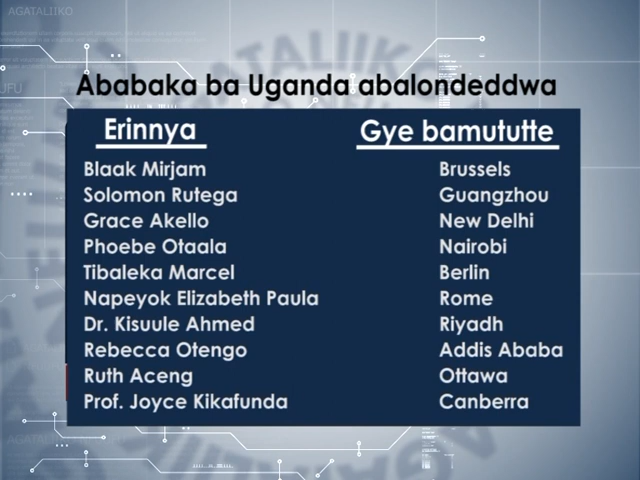 AGATALIIKO
UFU
Ababaka ba Uganda abalondeddwa
Erinnya Gye bamututte
Blaak Mirjam Brussels
Solomon Rutega Guangzhou
Grace Akello New Delhi
Phoebe Otaala Nairobi
Tibaleka Marcel Berlin
Napeyok Elizabeth Paula Rome
Dr. Kisuule Ahmed Riyadh
Rebecca Otengo Addis Ababa
Ruth Aceng Ottawa
Prof. Joyce Kikafunda Canberra